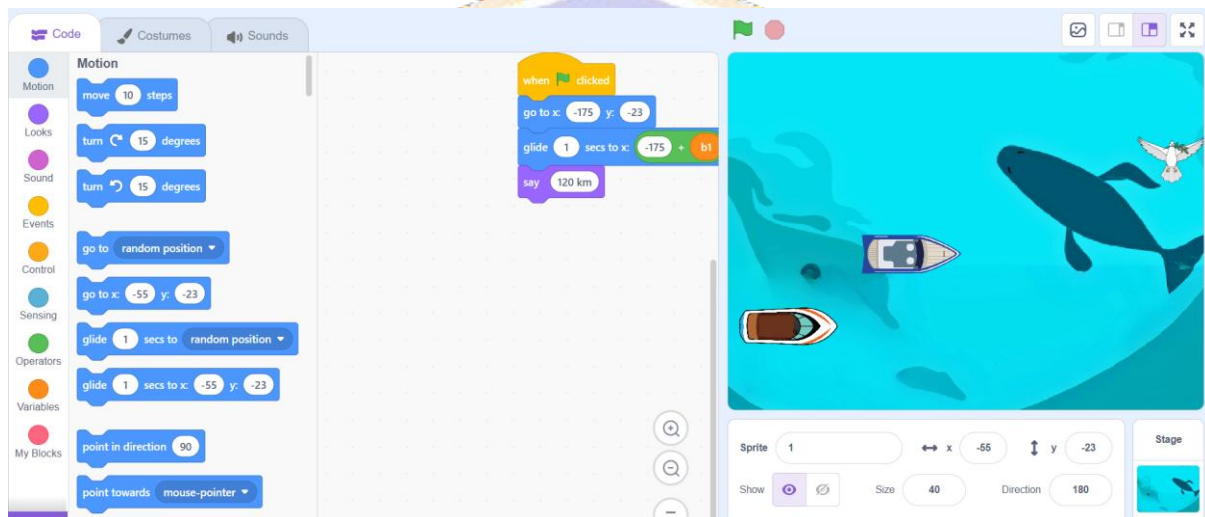 Code
Costumes
Sounds
Motion
Looks
Sound
Events
Control
Sensing
Operators
Variables
My Blocks
Motion
move 10 steps
turn 15 degrees
turn 15 degrees
go to random position
go to x: -55 y: -23
glide 1 secs to random position
glide 1 secs to x: -55 y: -23
point in direction 90
point towards mouse-pointer
when clicked
go to x: -175 y: -23
glide 1 secs to x: -175 + b1
say 120 km
Sprite 1 x -55 y -23
Show Size 40 Direction 180
Stage